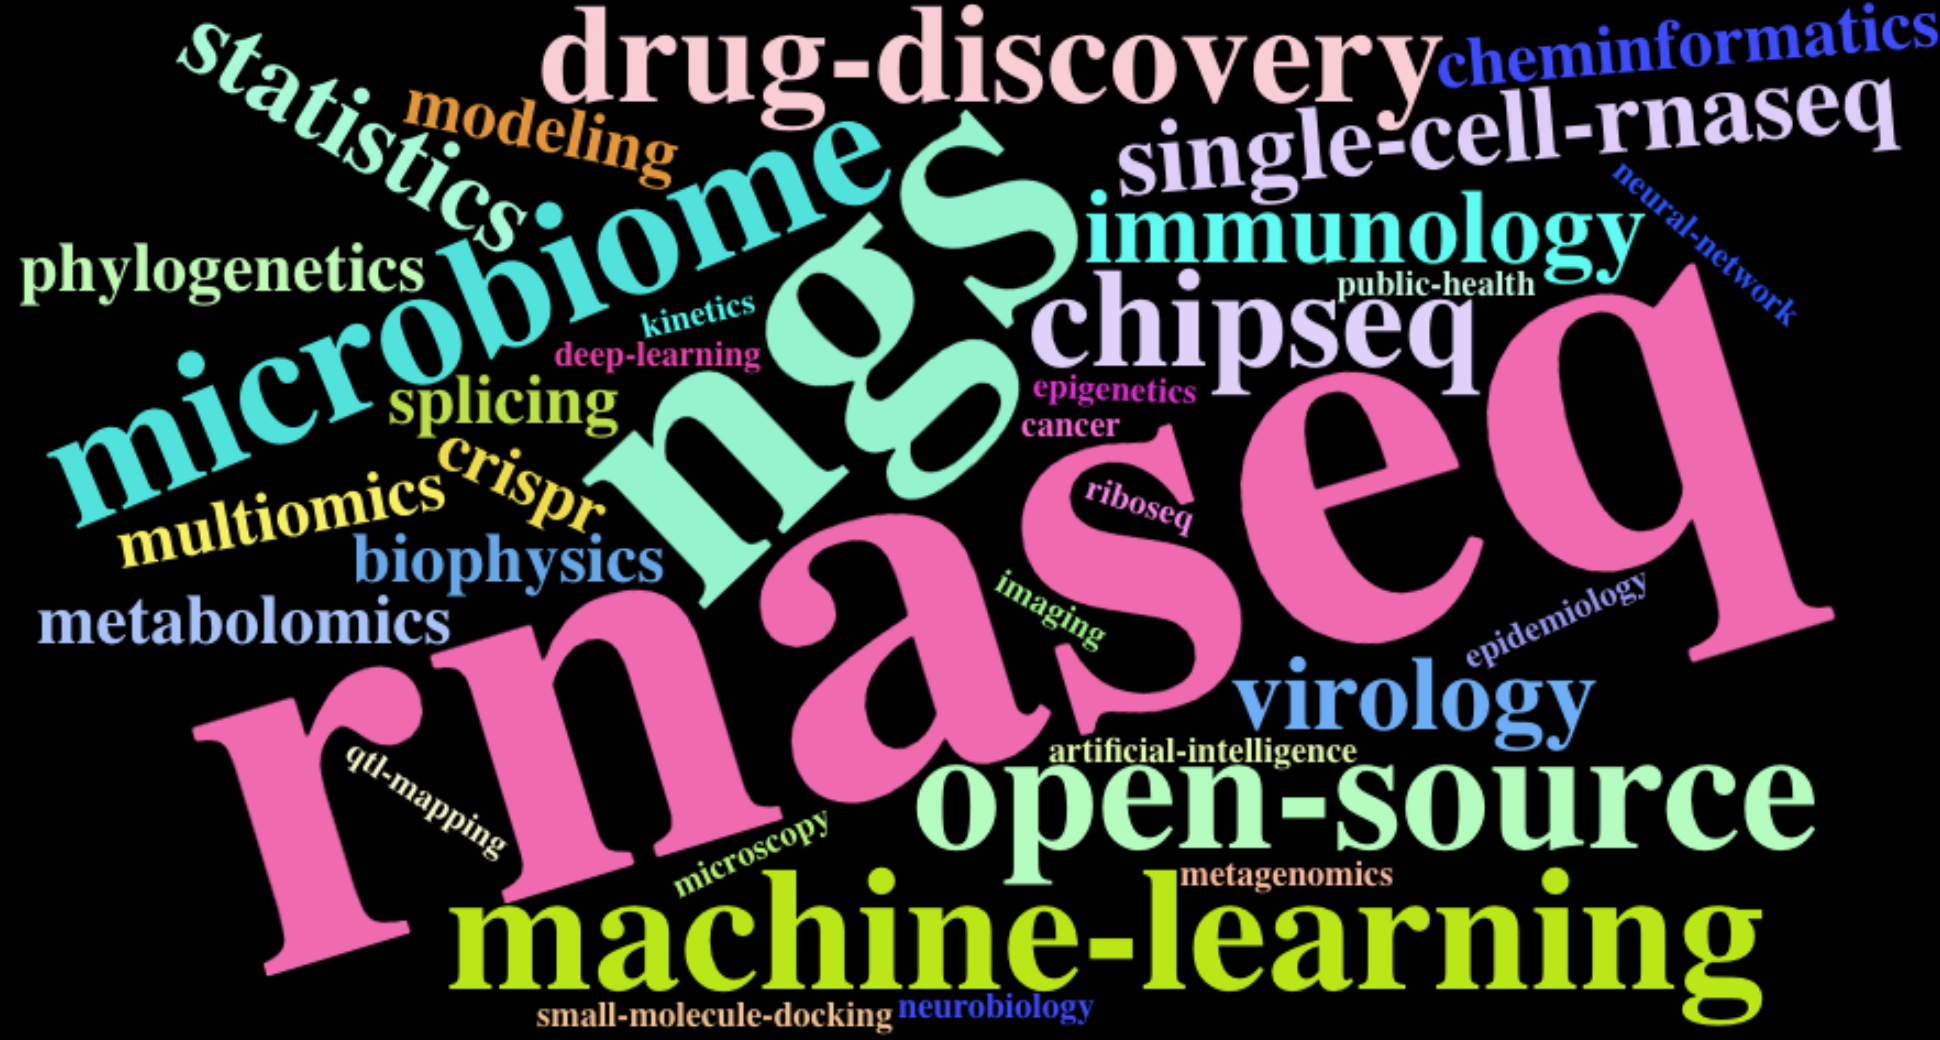 drug-discovery
cheminformatics
statistics
modeling
single-cell-rnaseq
microbiome
ngs
immunology
neural-network
phylogenetics
public-health
chipseq
kinetics
deep-learning
splicing
epigenetics
cancer
crispr
multiomics
riboseq
biophysics
rnaseq
imaging
metabolomics
epidemiology
virology
qtl-mapping
artificial-intelligence
open-source
microscopy
metagenomics
machine-learning
small-molecule-docking
neurobiology